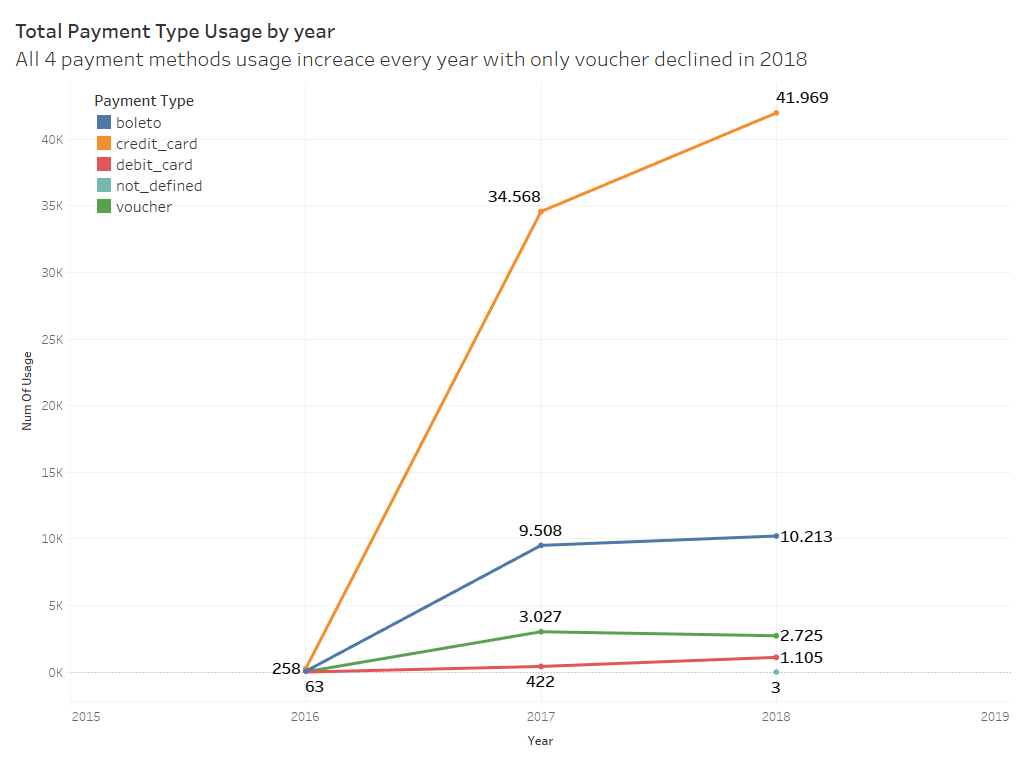 Total Payment Type Usage by year
All 4 payment methods usage increace every year with only voucher declined in 2018
Payment Type
boleto
credit_card
debit_card
not_defined
voucher
41.969
40K
34.568
35K
30K
25K
20K
15K
10K
5K
0K
Num Of Usage
9.508
10.213
3.027
2.725
1.105
258
63
422
3
2015
2016
2017
2018
2019
Year